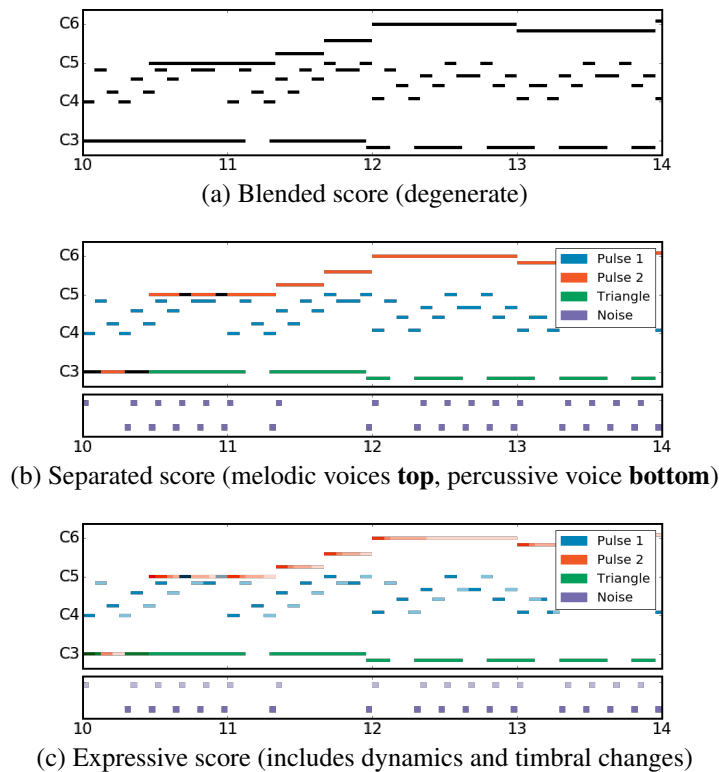 C6
C5
C4
C3
10 11 12 13 14
(a) Blended score (degenerate)
C6
C5
C4
C3
Pulse 1
Pulse 2
Triangle
Noise
10 11 12 13 14
(b) Separated score (melodic voices top, percussive voice bottom)
C6
C5
C4
C3
Pulse 1
Pulse 2
Triangle
Noise
10 11 12 13 14
(c) Expressive score (includes dynamics and timbral changes)